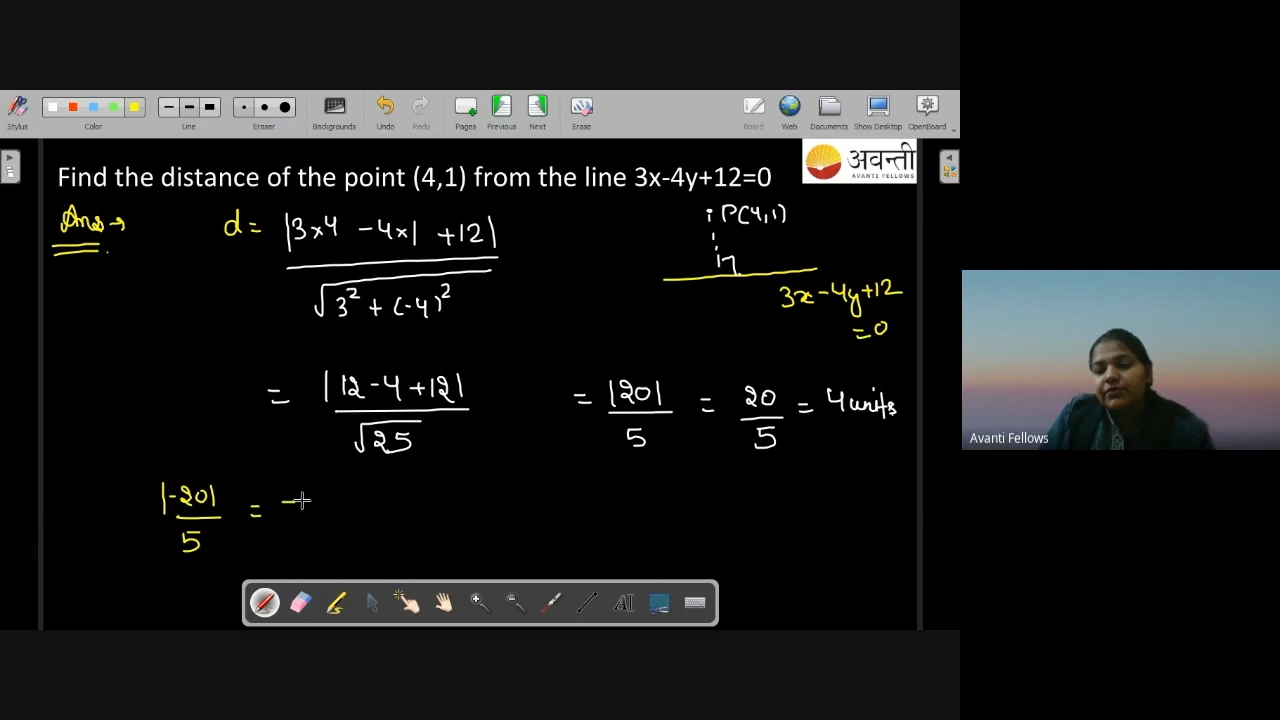 Stylus
Color
Line
Eraser
Backgrounds
Undo
Redo
Pages
Previous
Next
Erase
Board
Web
Documents
Show Desktop
OpenBoard
Find the distance of the point (4,1) from the line 3x-4y+12=0
अवन्ती
AVANTI FELLOWS
Ans →
d = |3×4 -4×1 +12|
√3² + (-4)²
P(4,1)
3x-4y+12
=0
= |12-4+12| = |20| = 20 = 4 units
√25 5 5
|-20| = -
5
Avanti Fellows
AI